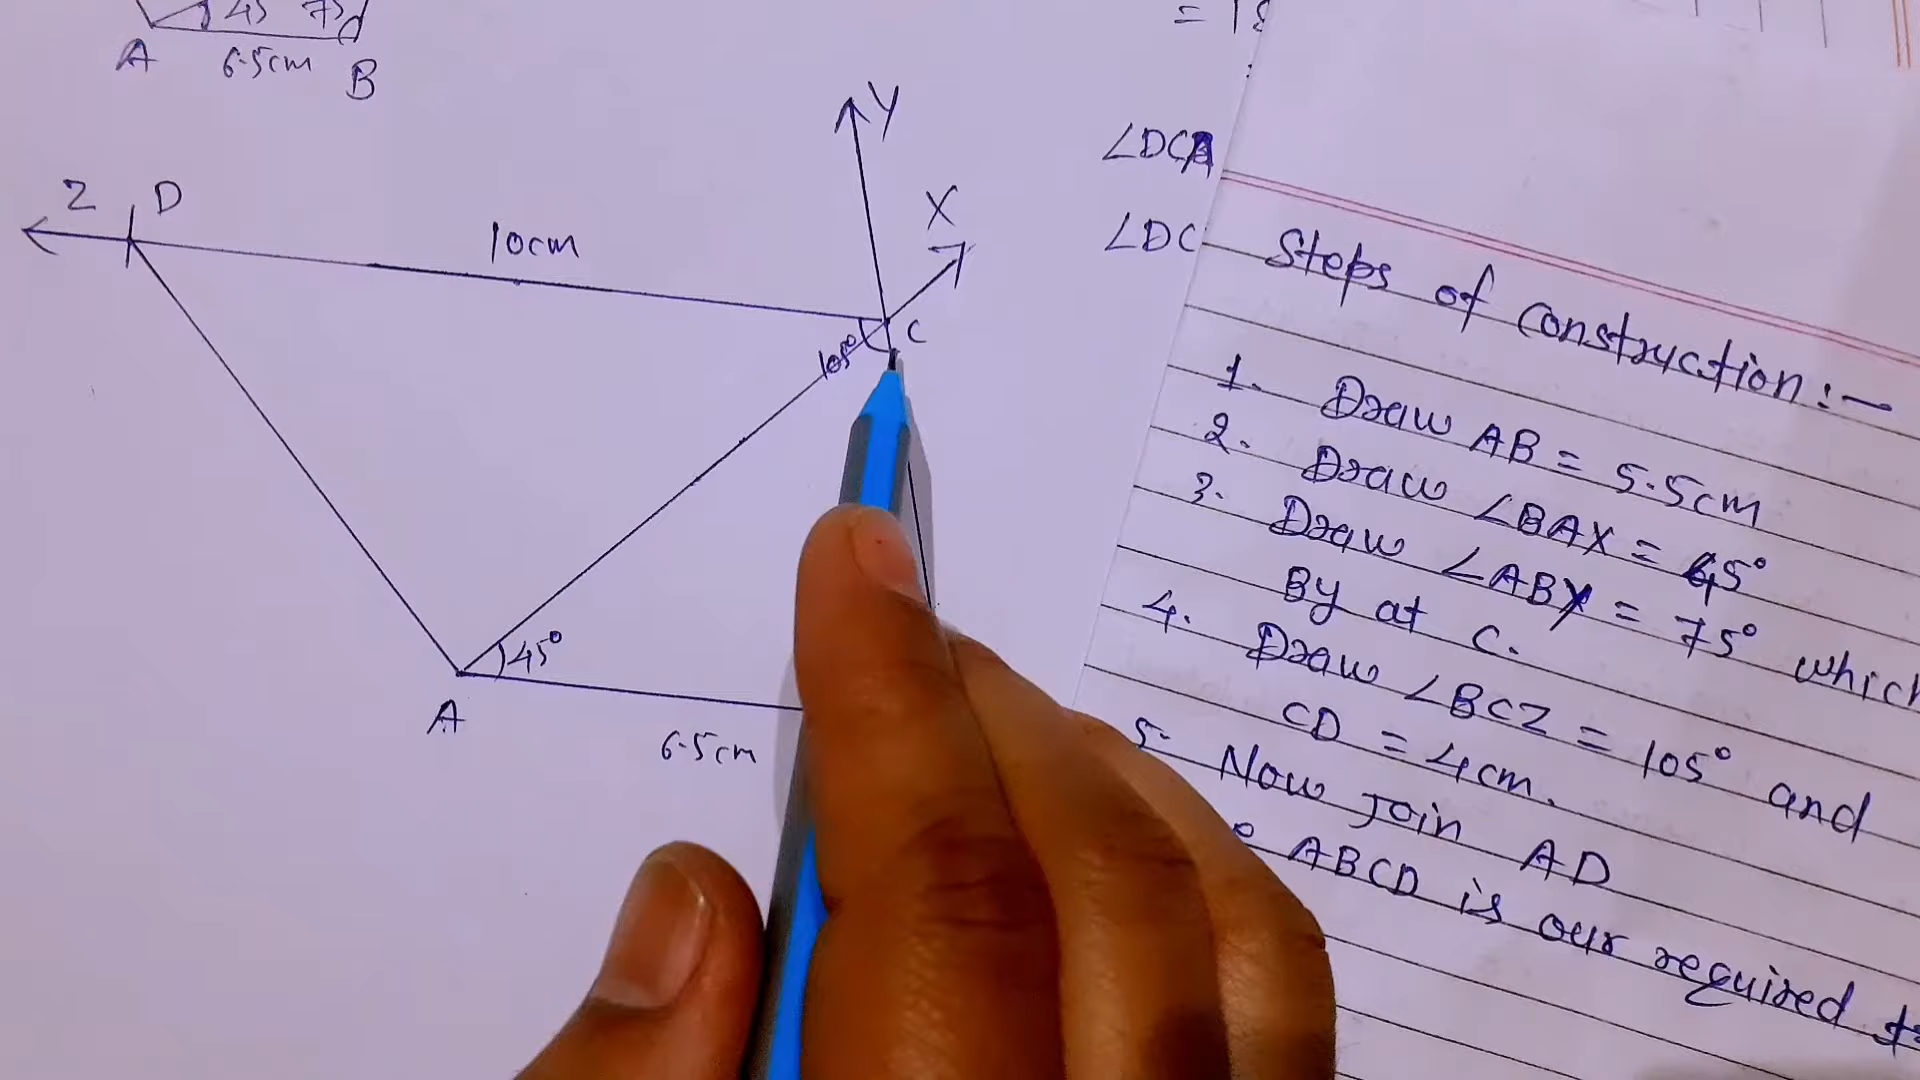 45 75
A 6.5cm B
Y
X
Z D
10cm
C
105°
45°
A
6.5cm
∠DCA
∠DC
Steps of construction:-
1. Draw AB = 5.5cm
2. Draw ∠BAX = 45°
3. Draw ∠ABY = 75° which
By at C.
4. Draw ∠BCZ = 105° and
CD = 4cm.
5. Now Join AD
ABCD is our required